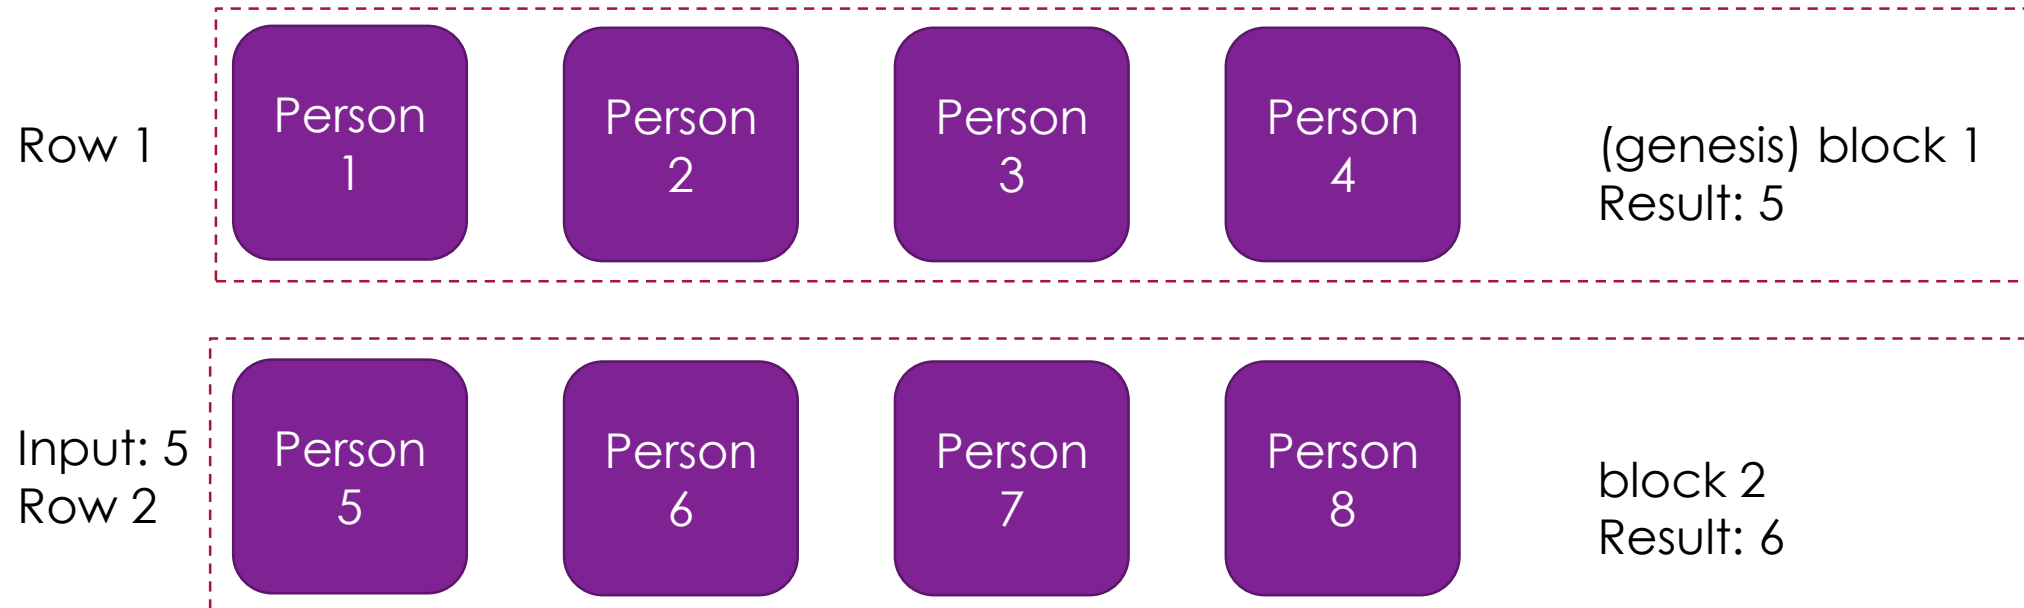 Row 1
Person
1
Person
2
Person
3
Person
4
(genesis) block 1
Result: 5
Input: 5
Row 2
Person
5
Person
6
Person
7
Person
8
block 2
Result: 6